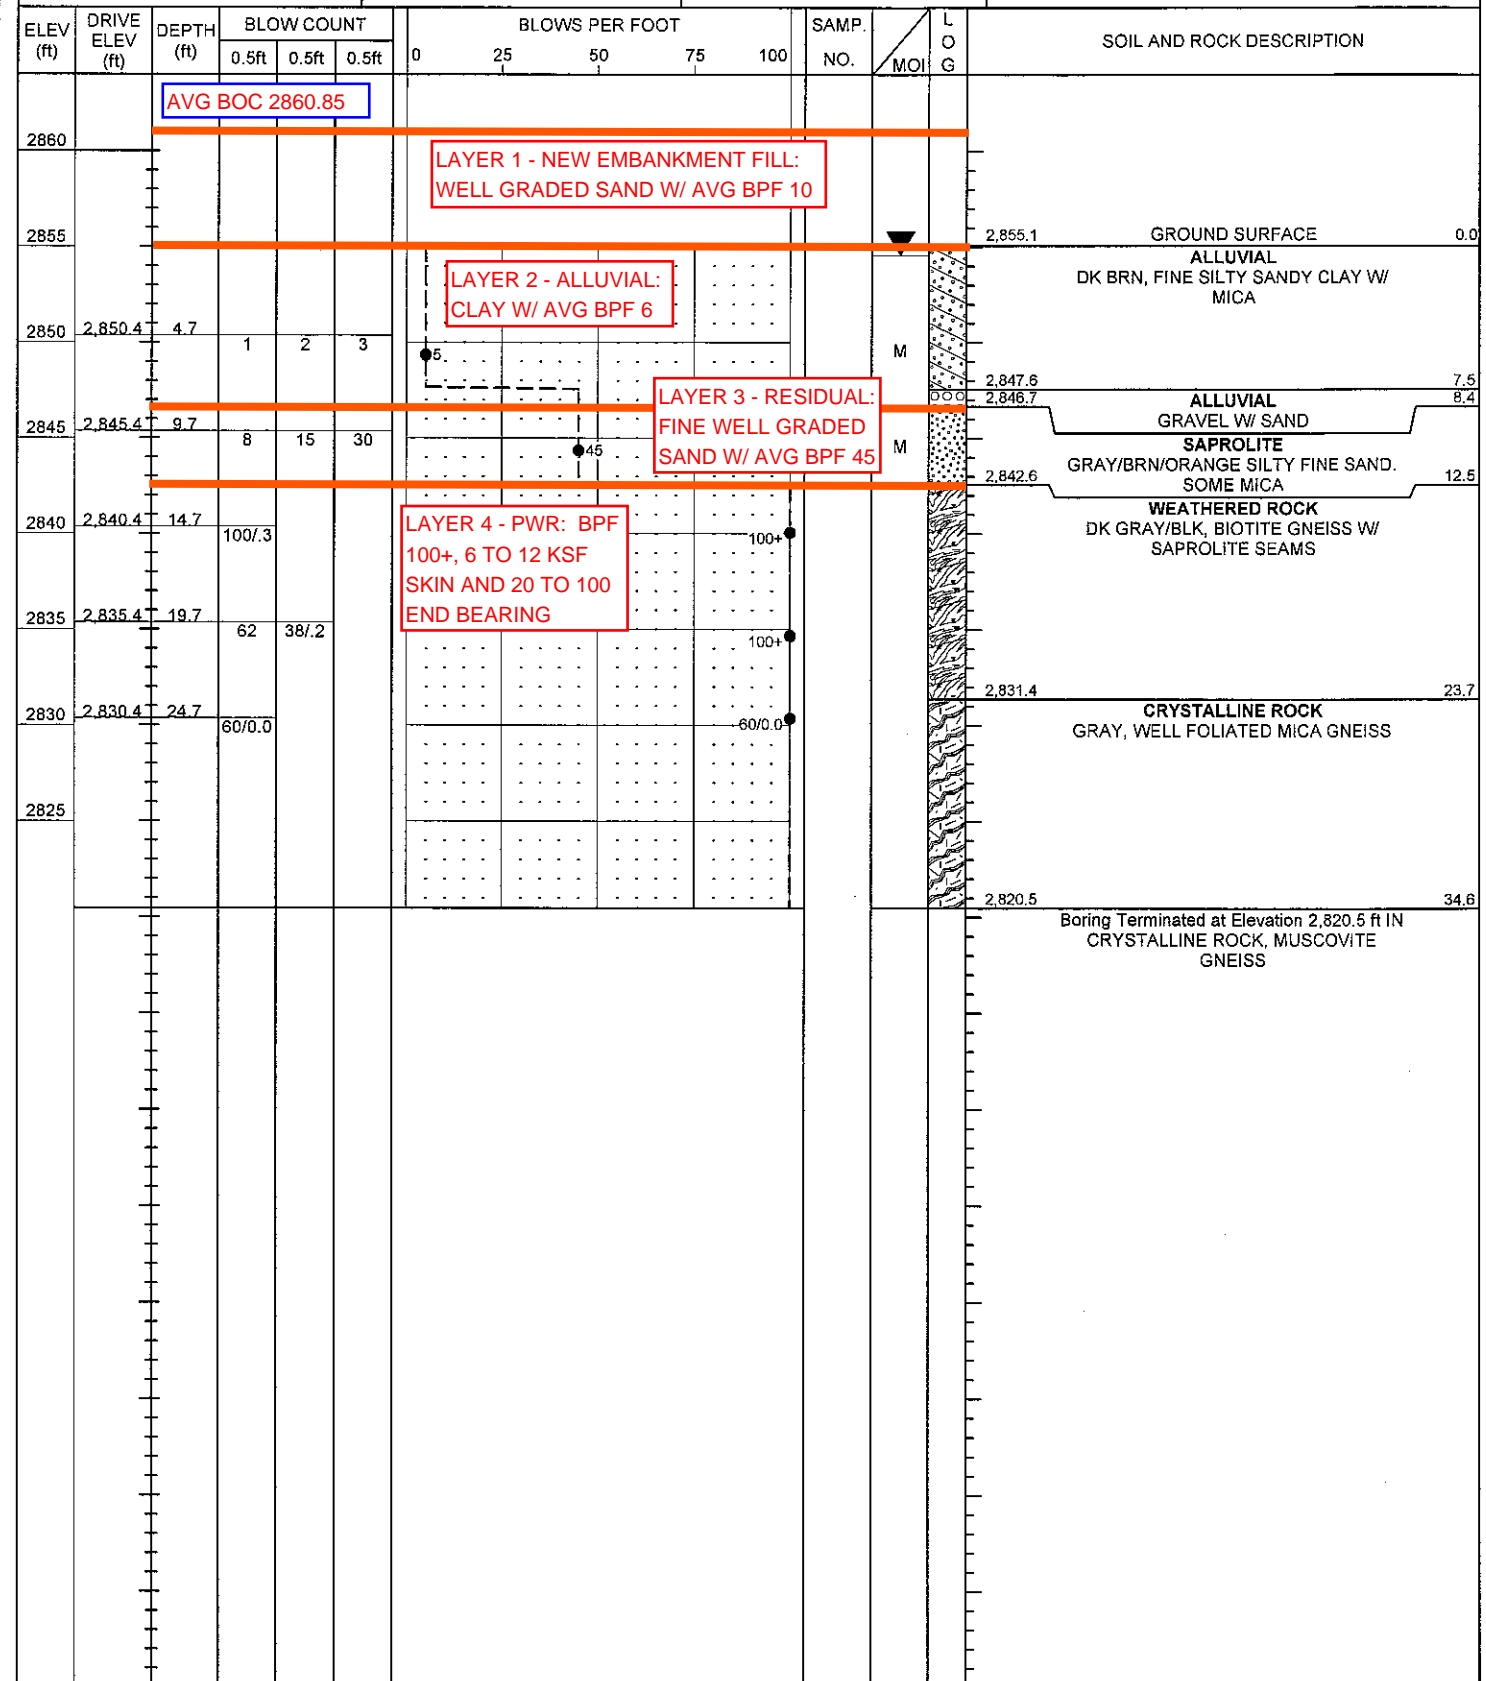 ELEV (ft)
DRIVE ELEV (ft)
DEPTH (ft)
BLOW COUNT
0.5ft 0.5ft 0.5ft
BLOWS PER FOOT
0 25 50 75 100
SAMP. NO.
MOI
LOG
SOIL AND ROCK DESCRIPTION
AVG BOC 2860.85
2860
LAYER 1 - NEW EMBANKMENT FILL:
WELL GRADED SAND W/ AVG BPF 10
2855
2,855.1 GROUND SURFACE 0.0
ALLUVIAL
DK BRN, FINE SILTY SANDY CLAY W/
MICA
LAYER 2 - ALLUVIAL:
CLAY W/ AVG BPF 6
2850 2,850.4 4.7
1 2 3
5
M
2,847.6 7.5
2,846.7 ALLUVIAL 8.4
GRAVEL W/ SAND
LAYER 3 - RESIDUAL:
FINE WELL GRADED
SAND W/ AVG BPF 45
2845 2,845.4 9.7
8 15 30
45
M
SAPROLITE
GRAY/BRN/ORANGE SILTY FINE SAND.
SOME MICA
2,842.6 12.5
WEATHERED ROCK
DK GRAY/BLK, BIOTITE GNEISS W/
SAPROLITE SEAMS
LAYER 4 - PWR: BPF
100+, 6 TO 12 KSF
SKIN AND 20 TO 100
END BEARING
2840 2,840.4 14.7
100/.3
100+
2835 2,835.4 19.7
62 38/.2
100+
2,831.4 23.7
CRYSTALLINE ROCK
GRAY, WELL FOLIATED MICA GNEISS
2830 2,830.4 24.7
60/0.0
60/0.0
2825
2,820.5 34.6
Boring Terminated at Elevation 2,820.5 ft IN
CRYSTALLINE ROCK, MUSCOVITE
GNEISS